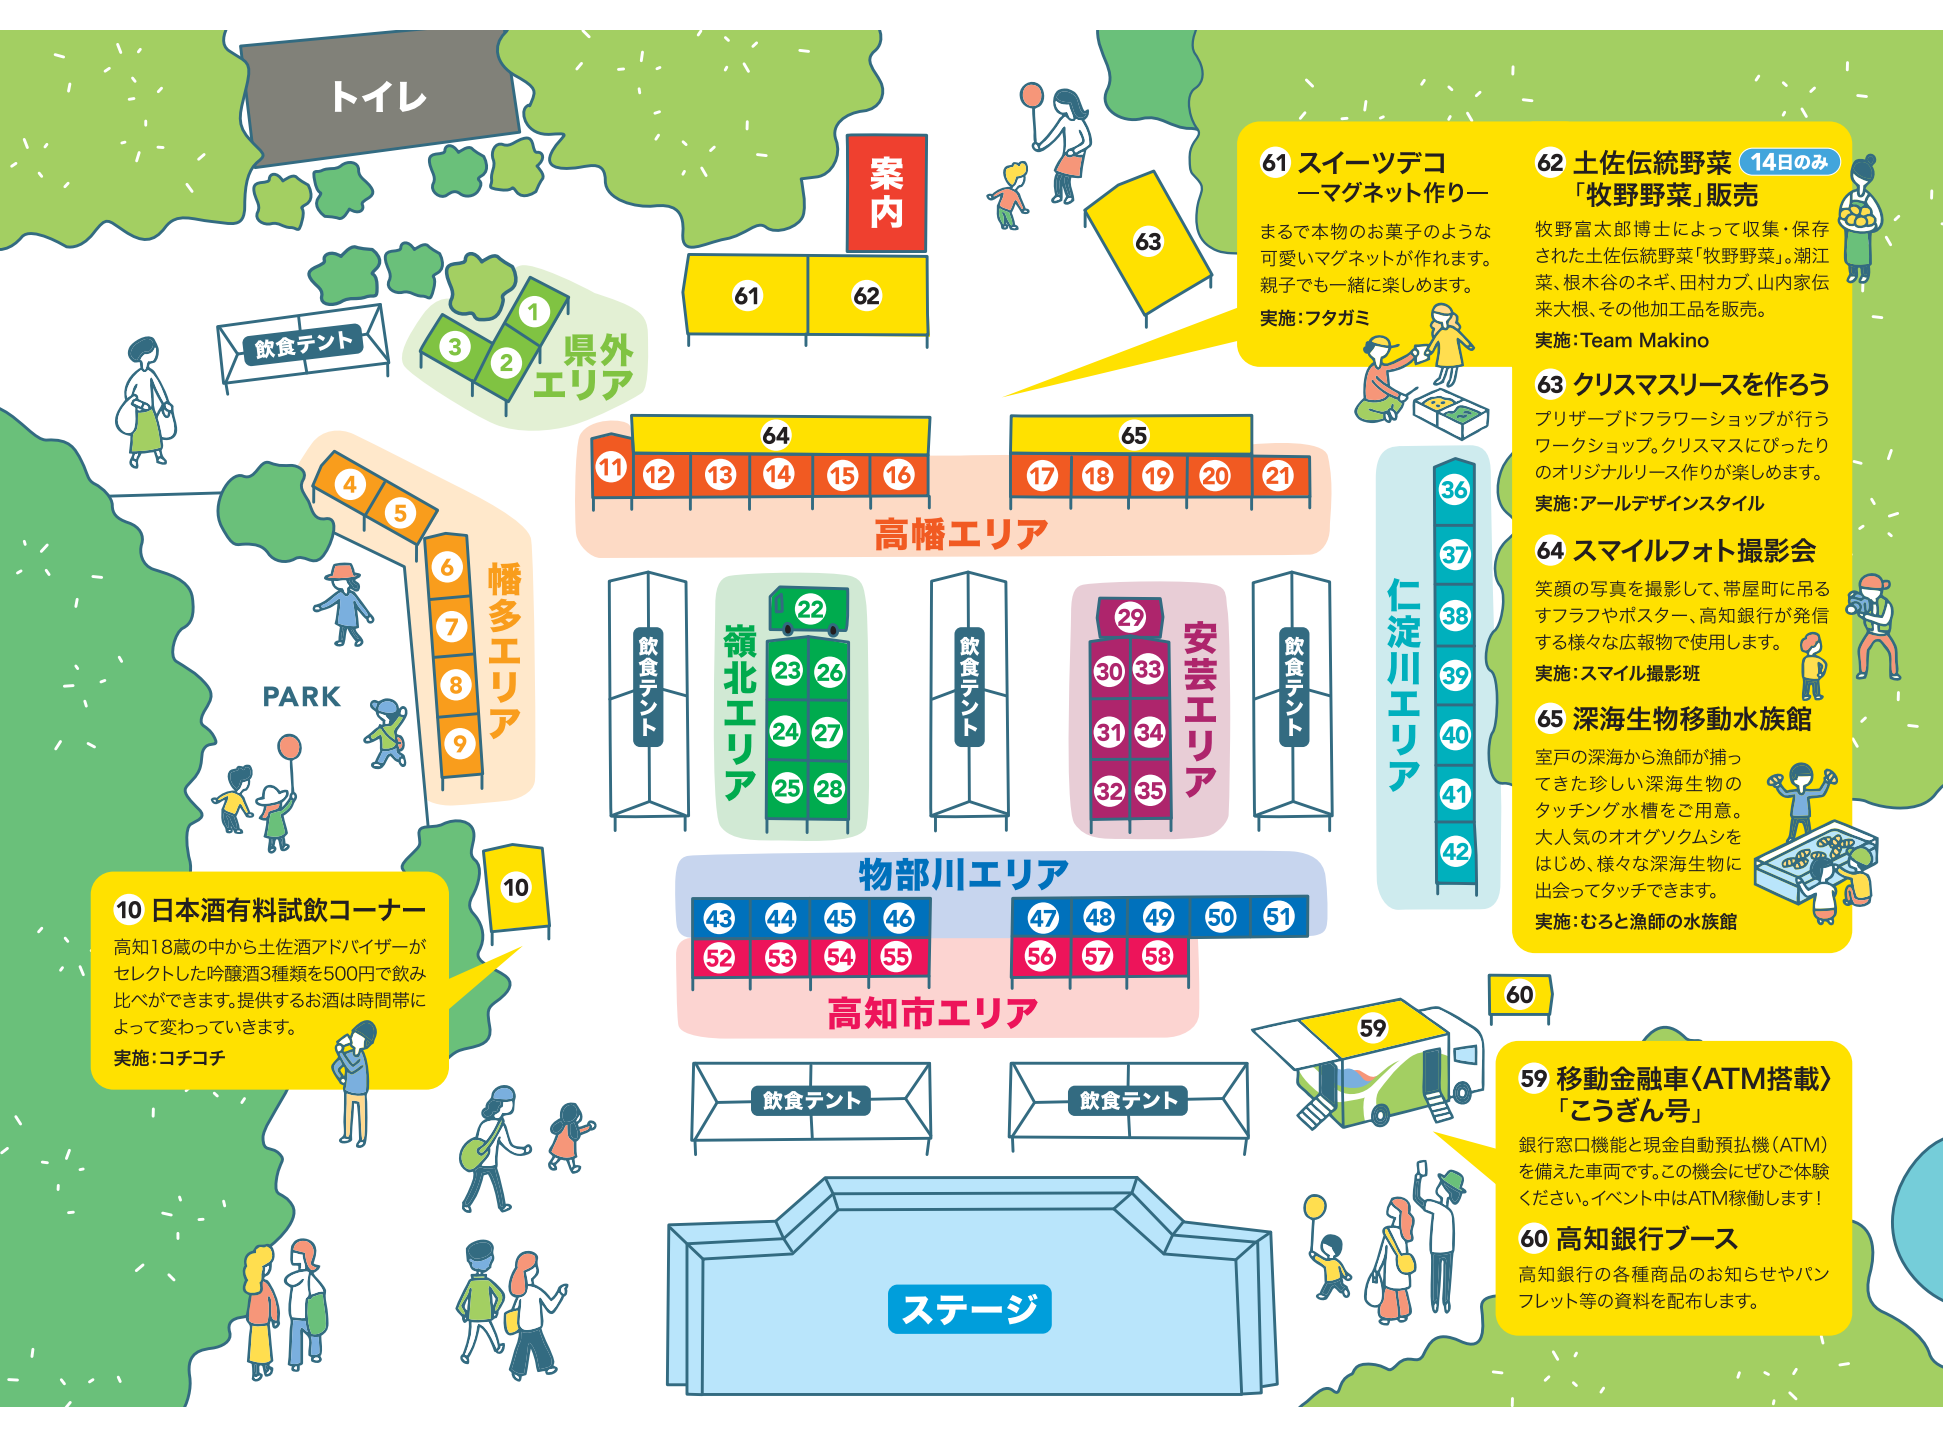 トイレ
案内
61
62
63
飲食テント
1
2
3
県外
エリア
64
65
11
12
13
14
15
16
17
18
19
20
21
高幡エリア
4
5
6
7
8
9
幡多エリア
PARK
飲食テント
嶺北エリア
22
23
26
24
27
25
28
飲食テント
29
30
33
31
34
32
35
安芸エリア
飲食テント
仁淀川エリア
36
37
38
39
40
41
42
10
物部川エリア
43
44
45
46
47
48
49
50
51
52
53
54
55
56
57
58
高知市エリア
59
60
飲食テント
飲食テント
ステージ
61 スイーツデコ
―マグネット作り―
まるで本物のお菓子のような
可愛いマグネットが作れます。
親子でも一緒に楽しめます。
実施：フタガミ
62 土佐伝統野菜 14日のみ
「牧野野菜」販売
牧野富太郎博士によって収集・保存
された土佐伝統野菜「牧野野菜」。潮江
菜、根木谷のネギ、田村カブ、山内家伝
来大根、その他加工品を販売。
実施：Team Makino
63 クリスマスリースを作ろう
プリザーブドフラワーショップが行う
ワークショップ。クリスマスにぴったり
のオリジナルリース作りが楽しめます。
実施：アールデザインスタイル
64 スマイルフォト撮影会
笑顔の写真を撮影して、帯屋町に吊る
すフラフやポスター、高知銀行が発信
する様々な広報物で使用します。
実施：スマイル撮影班
65 深海生物移動水族館
室戸の深海から漁師が捕っ
てきた珍しい深海生物の
タッチング水槽をご用意。
大人気のオオグソクムシを
はじめ、様々な深海生物に
出会ってタッチできます。
実施：むろと漁師の水族館
10 日本酒有料試飲コーナー
高知18蔵の中から土佐酒アドバイザーが
セレクトした吟醸酒3種類を500円で飲み
比べができます。提供するお酒は時間帯に
よって変わっていきます。
実施：コチコチ
59 移動金融車〈ATM搭載〉
「こうぎん号」
銀行窓口機能と現金自動預払機（ATM）
を備えた車両です。この機会にぜひご体験
ください。イベント中はATM稼働します！
60 高知銀行ブース
高知銀行の各種商品のお知らせやパン
フレット等の資料を配布します。